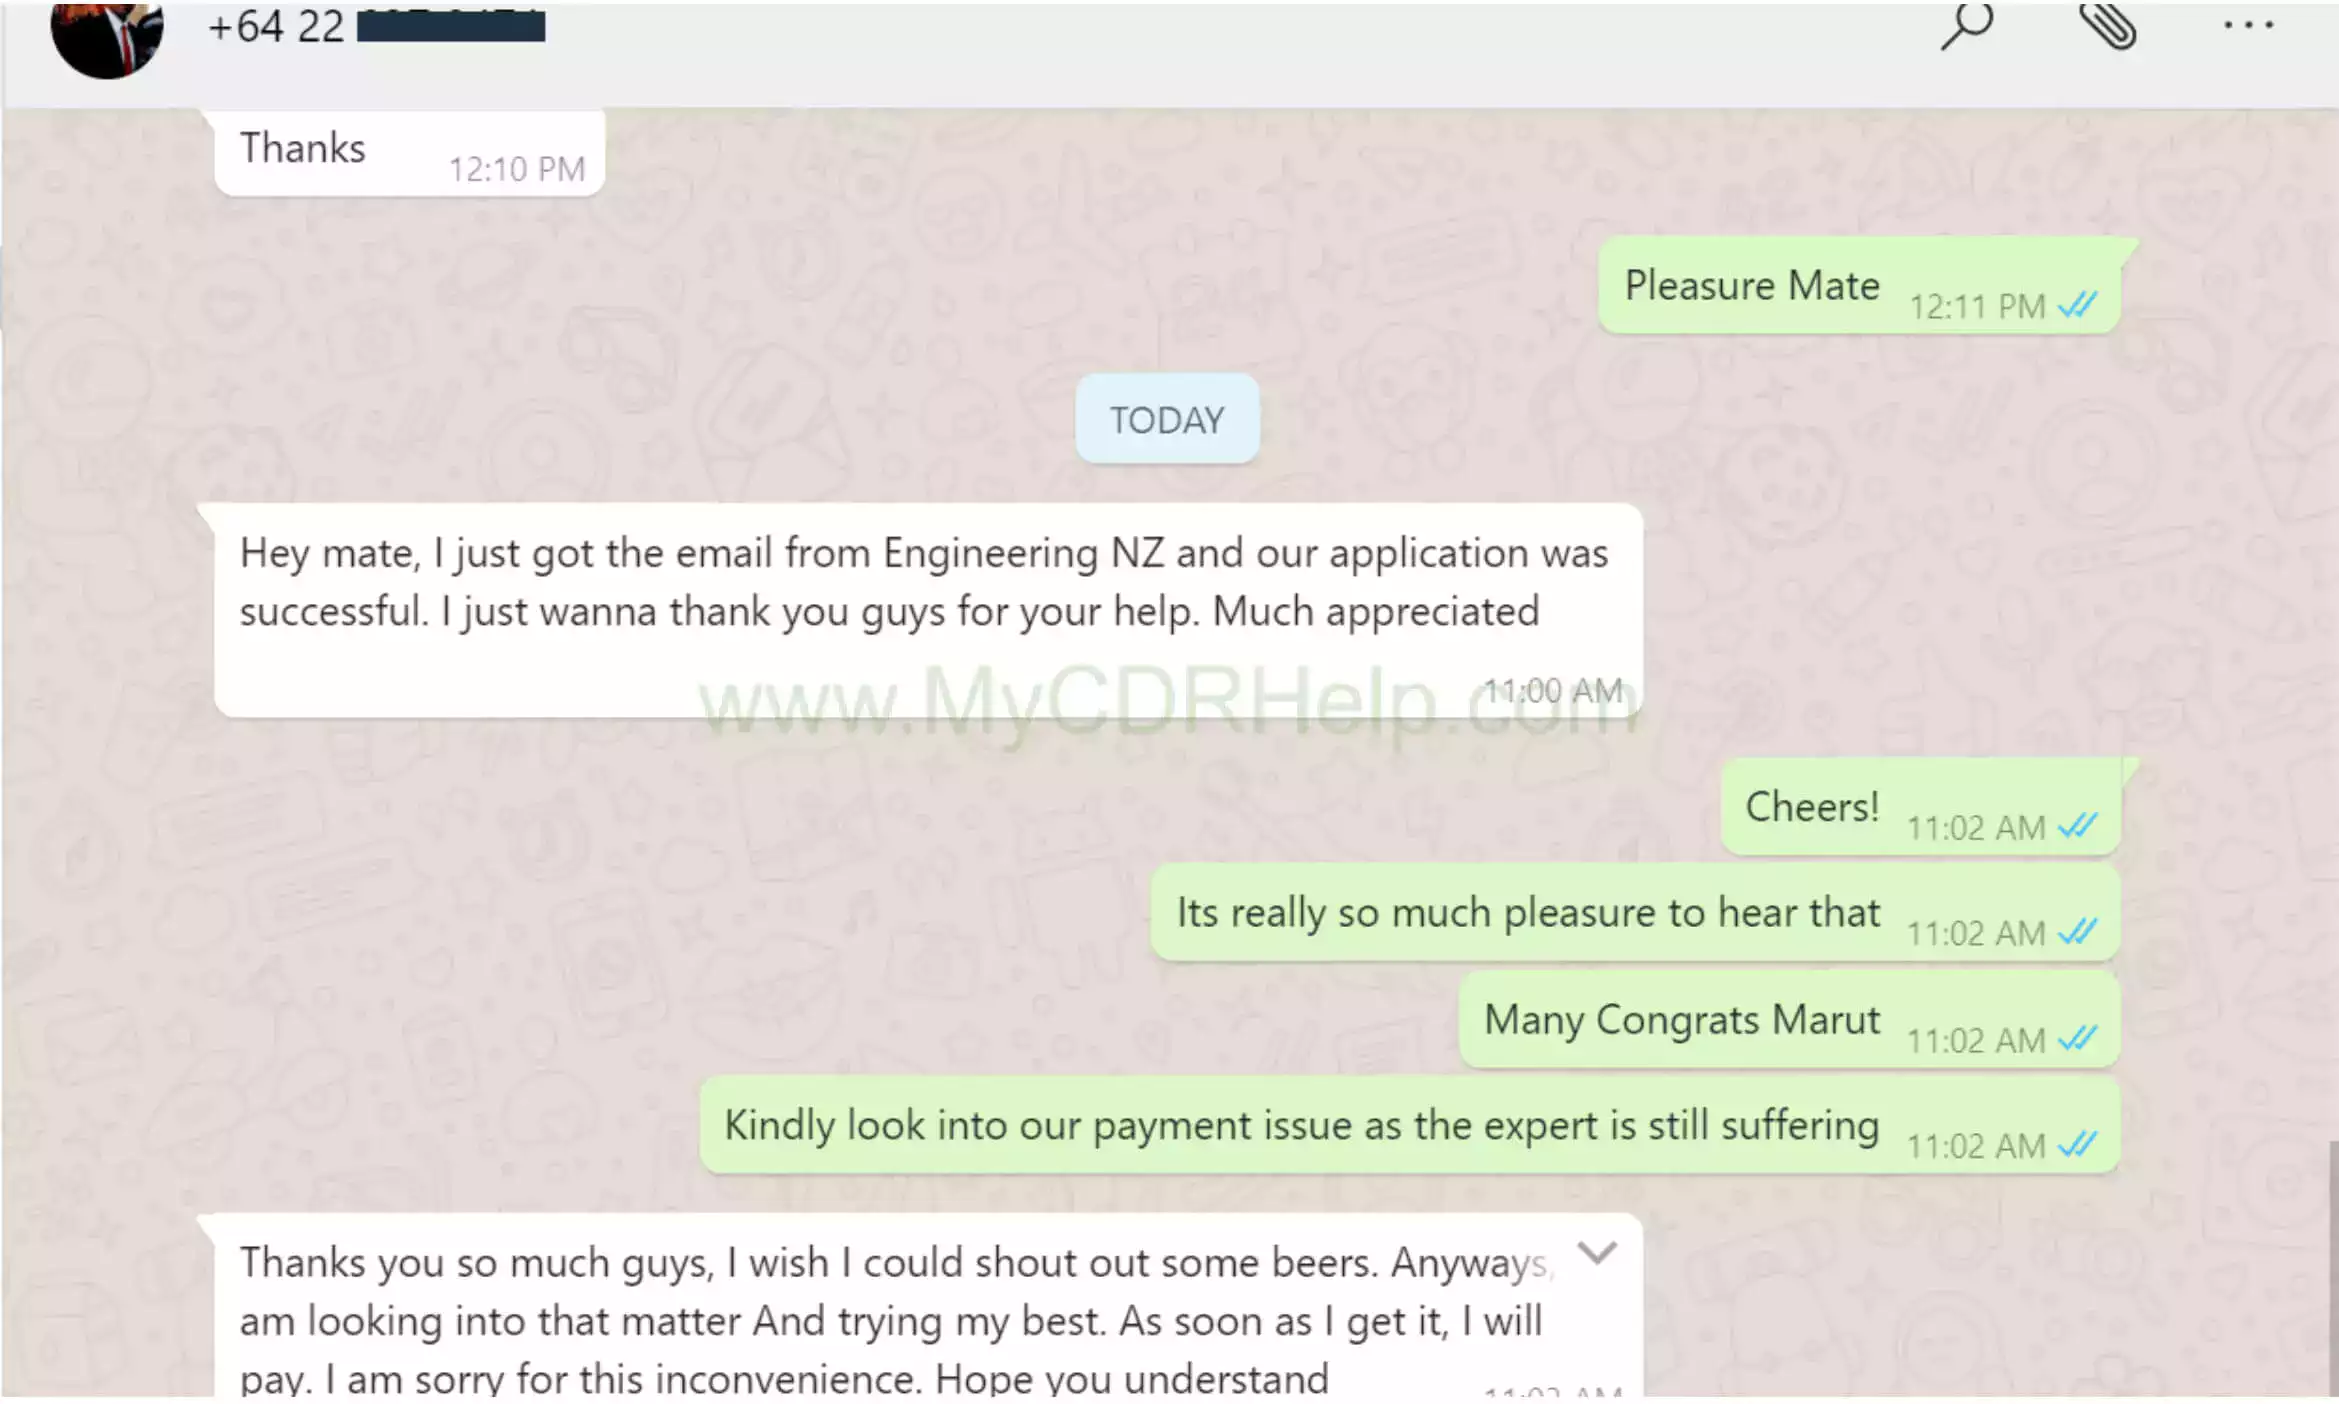 +64 22
Thanks
12:10 PM
Pleasure Mate
12:11 PM
TODAY
Hey mate, I just got the email from Engineering NZ and our application was
successful. I just wanna thank you guys for your help. Much appreciated
11:00 AM
www.MyCDRHelp.com
Cheers!
11:02 AM
Its really so much pleasure to hear that
11:02 AM
Many Congrats Marut
11:02 AM
Kindly look into our payment issue as the expert is still suffering
11:02 AM
Thanks you so much guys, I wish I could shout out some beers. Anyways,
am looking into that matter And trying my best. As soon as I get it, I will
pay. I am sorry for this inconvenience. Hope you understand